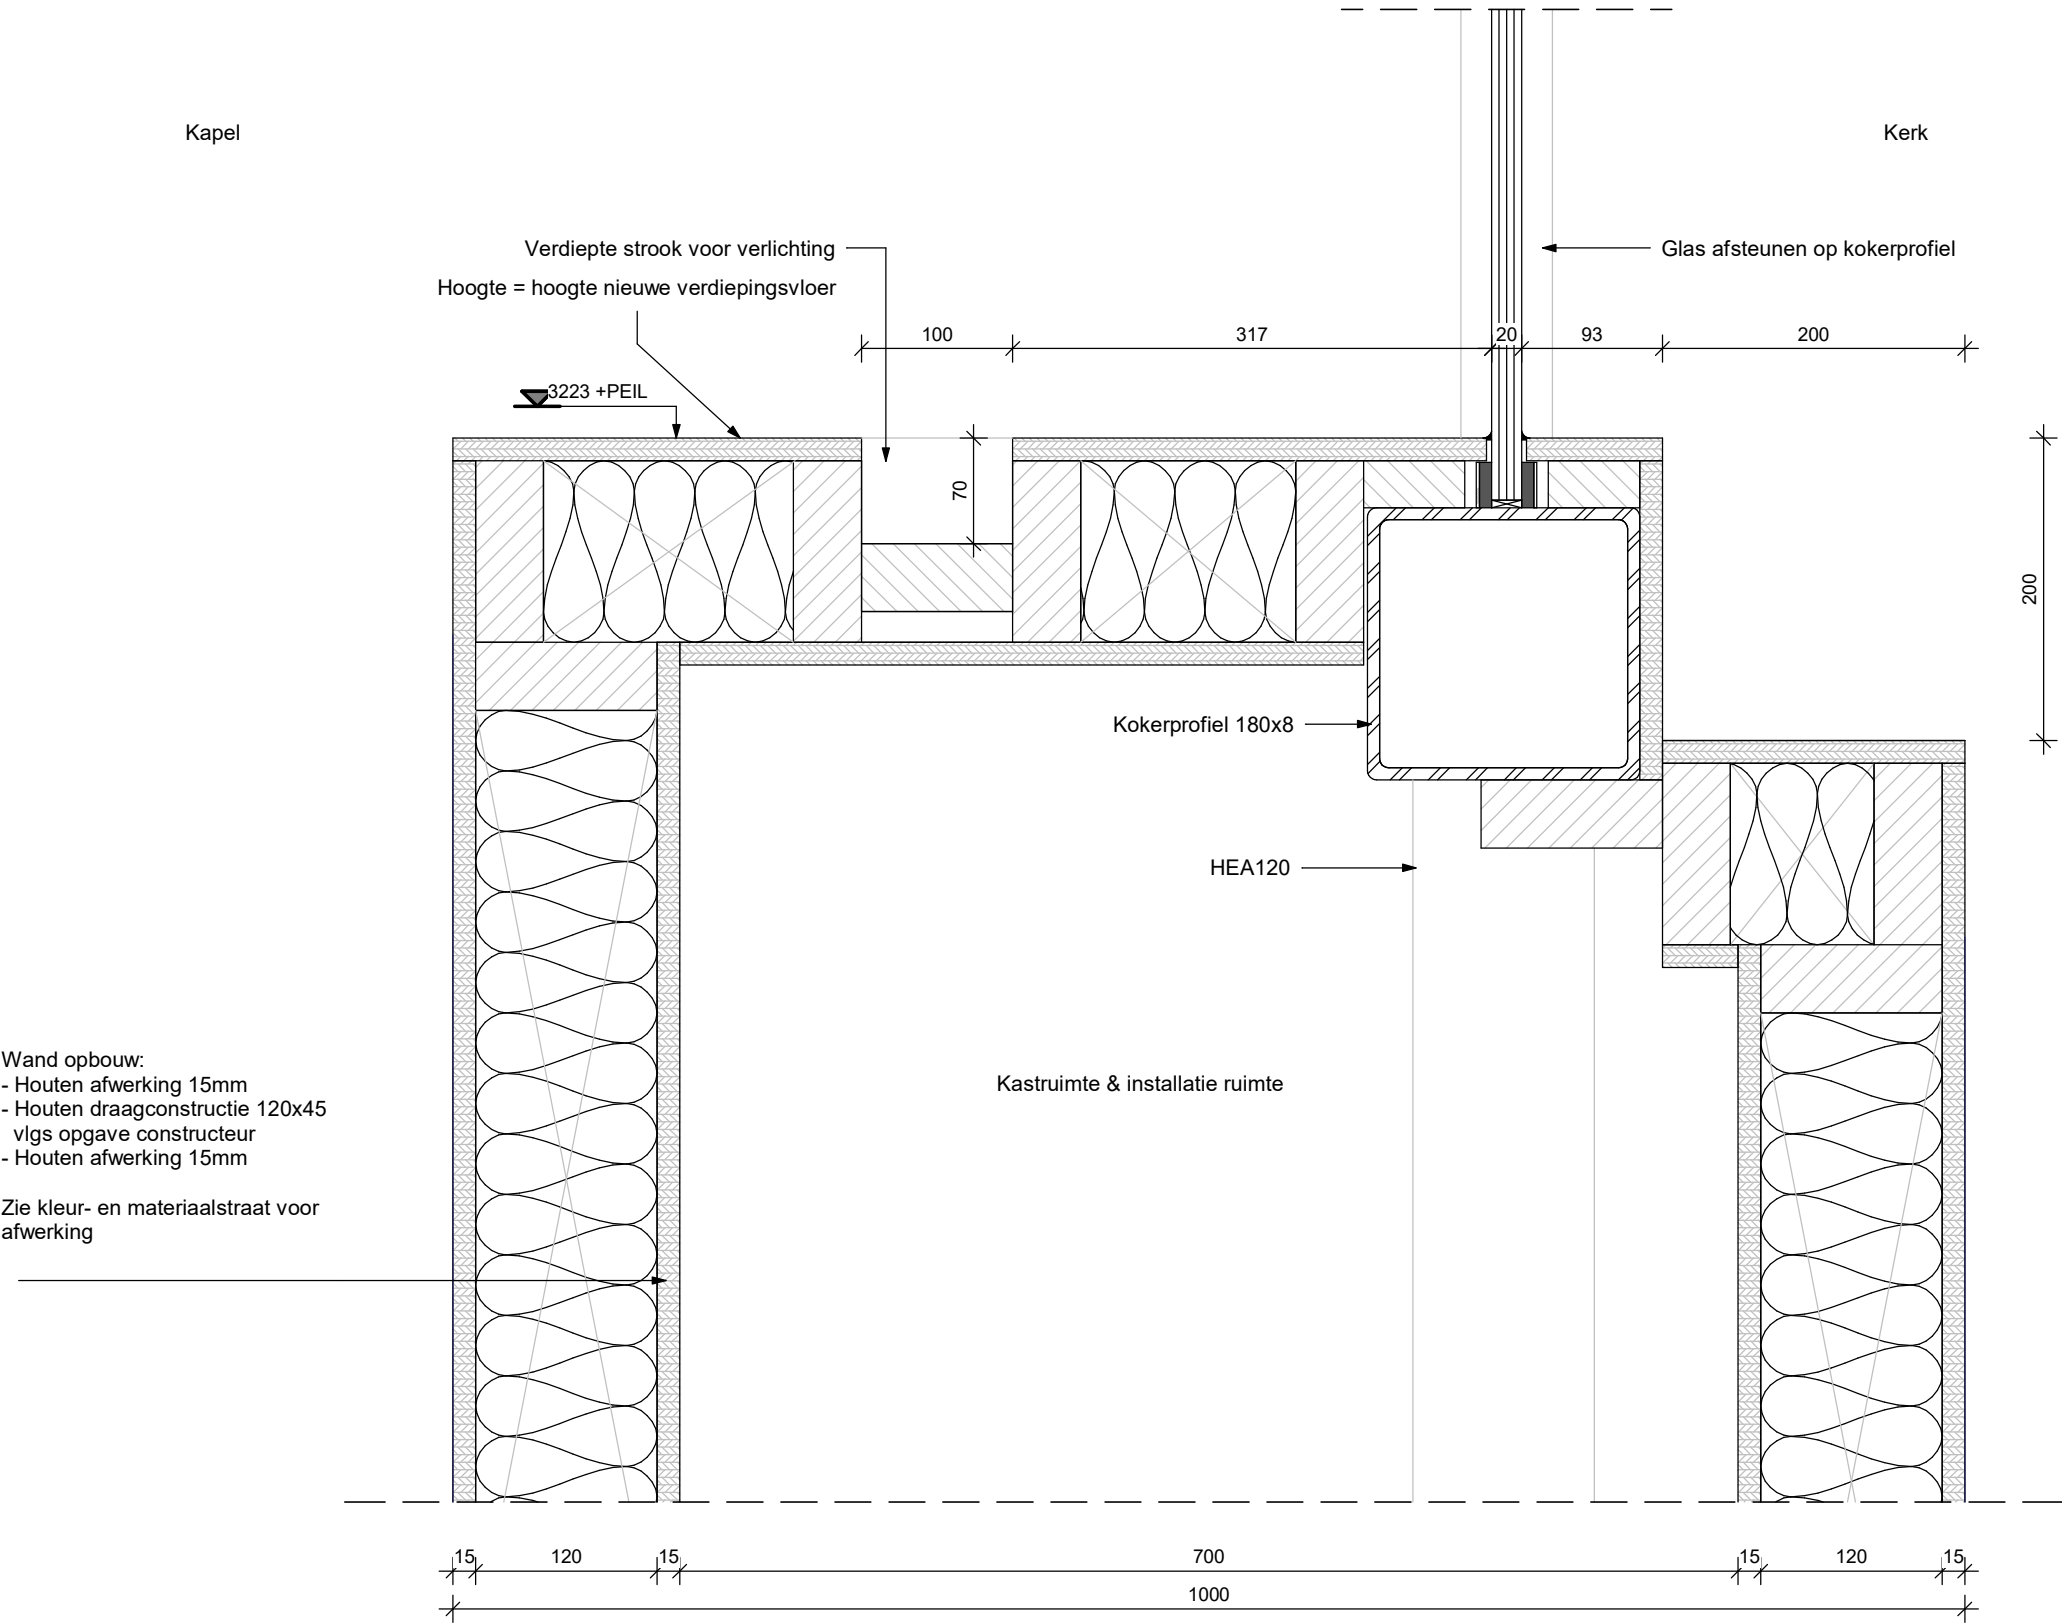 Kapel
Kerk
Verdiepte strook voor verlichting
Glas afsteunen op kokerprofiel
Hoogte = hoogte nieuwe verdiepingsvloer
100
317
20
93
200
3223 +PEIL
70
200
Kokerprofiel 180x8
HEA120
Wand opbouw:
- Houten afwerking 15mm
- Houten draagconstructie 120x45
vlgs opgave constructeur
- Houten afwerking 15mm
Zie kleur- en materiaalstraat voor
afwerking
Kastruimte & installatie ruimte
15
120
15
700
15
120
15
1000